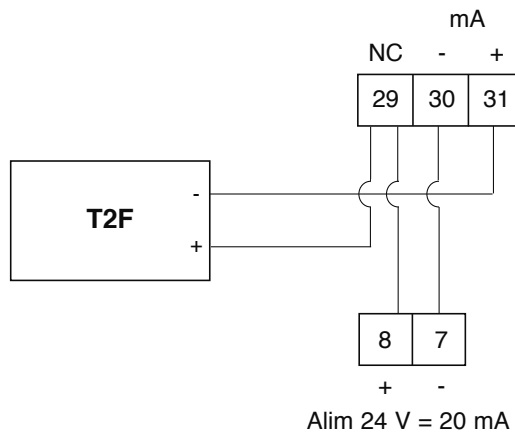 mA
NC - +
29 30 31
-
T2F
+
8 7
+ -
Alim 24 V = 20 mA